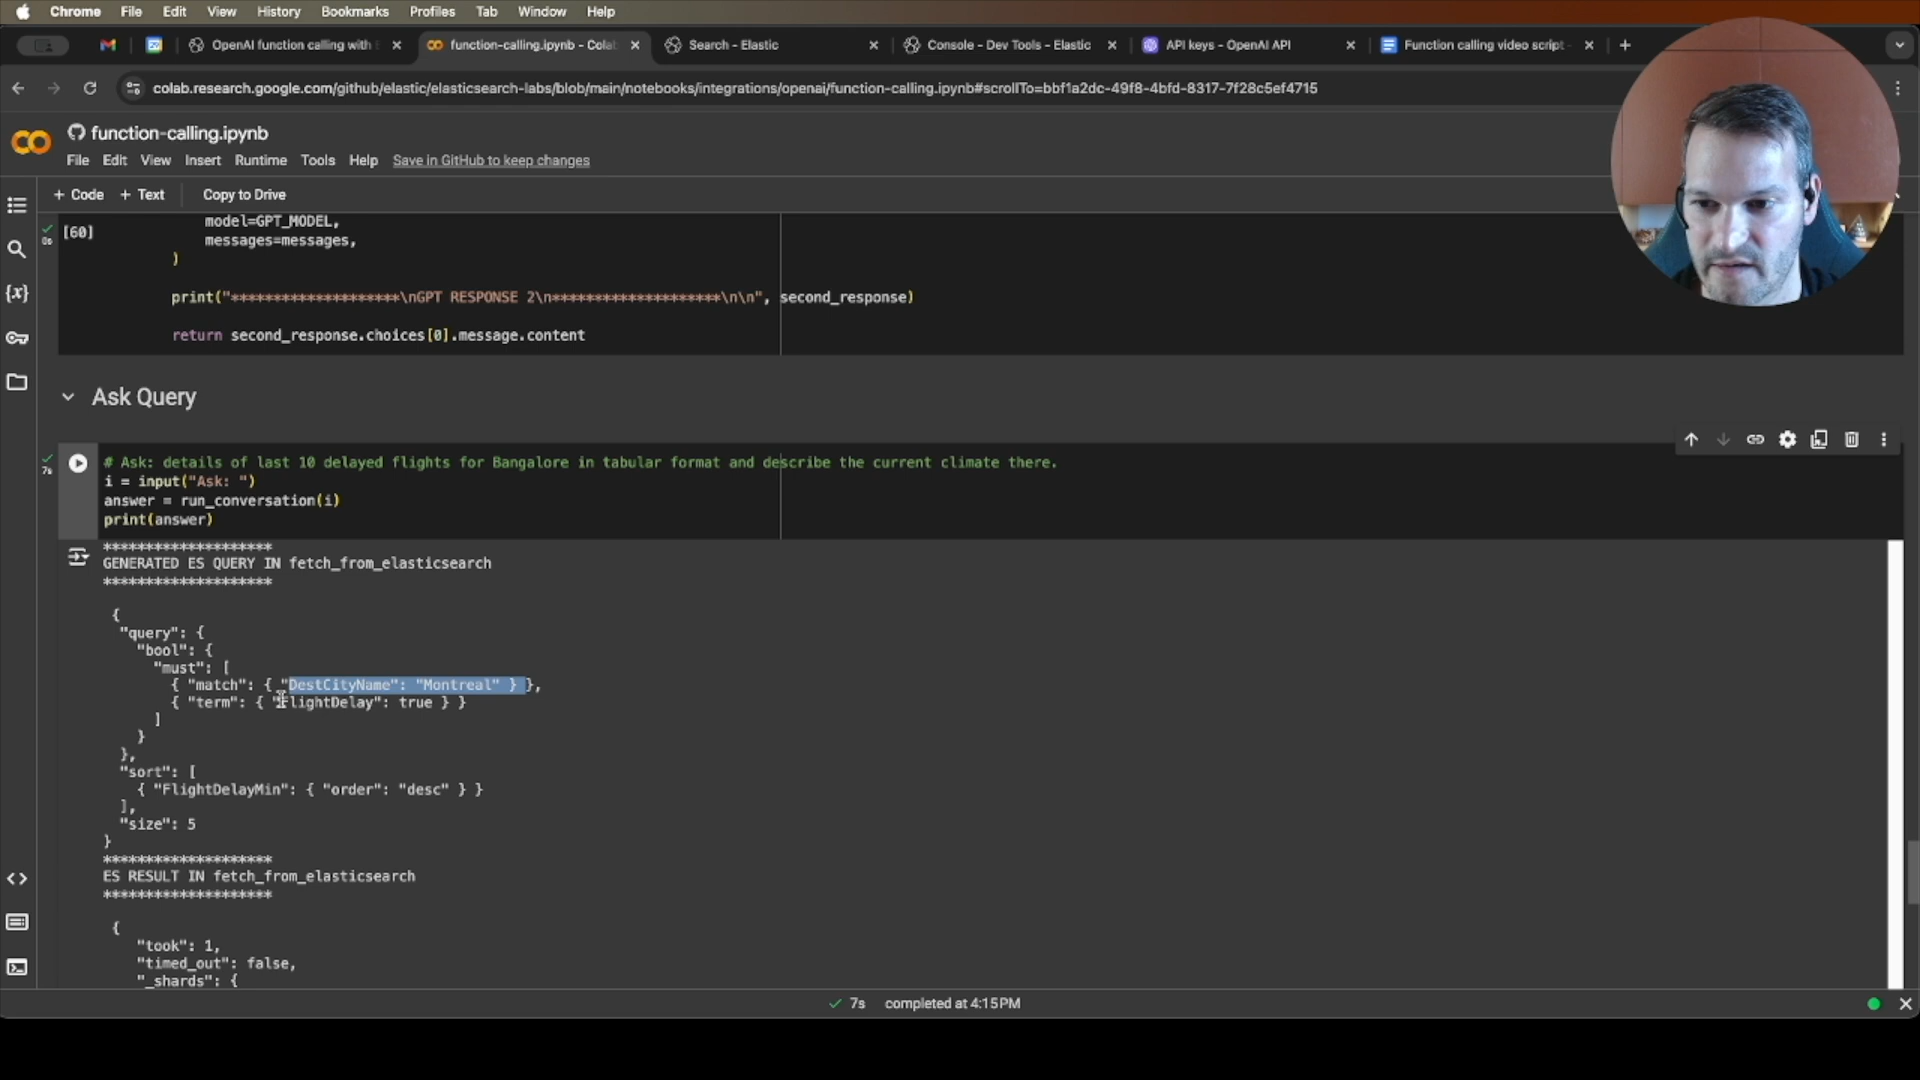 Chrome File Edit View History Bookmarks Profiles Tab Window Help
OpenAI function calling with
function-calling.ipynb - Cola
Search - Elastic
Console - Dev Tools - Elastic
API keys - OpenAI API
Function calling video script
colab.research.google.com/github/elastic/elasticsearch-labs/blob/main/notebooks/integrations/openai/function-calling.ipynb#scrollTo=bbf1a2dc-49f8-4bfd-8317-7f28c5ef4715
function-calling.ipynb
File Edit View Insert Runtime Tools Help Save in GitHub to keep changes
+ Code + Text Copy to Drive
model=GPT_MODEL,
[60]
0s
messages=messages,
)
print("********************\nGPT RESPONSE 2\n********************\n\n", second_response)
return second_response.choices[0].message.content
Ask Query
7s
# Ask: details of last 10 delayed flights for Bangalore in tabular format and describe the current climate there.
i = input("Ask: ")
answer = run_conversation(i)
print(answer)
********************
GENERATED ES QUERY IN fetch_from_elasticsearch
********************
{
"query": {
"bool": {
"must": [
{ "match": { "DestCityName": "Montreal" } },
{ "term": { "FlightDelay": true } }
]
}
},
"sort": [
{ "FlightDelayMin": { "order": "desc" } }
],
"size": 5
}
********************
ES RESULT IN fetch_from_elasticsearch
********************
{
"took": 1,
"timed_out": false,
"_shards": {
7s completed at 4:15 PM